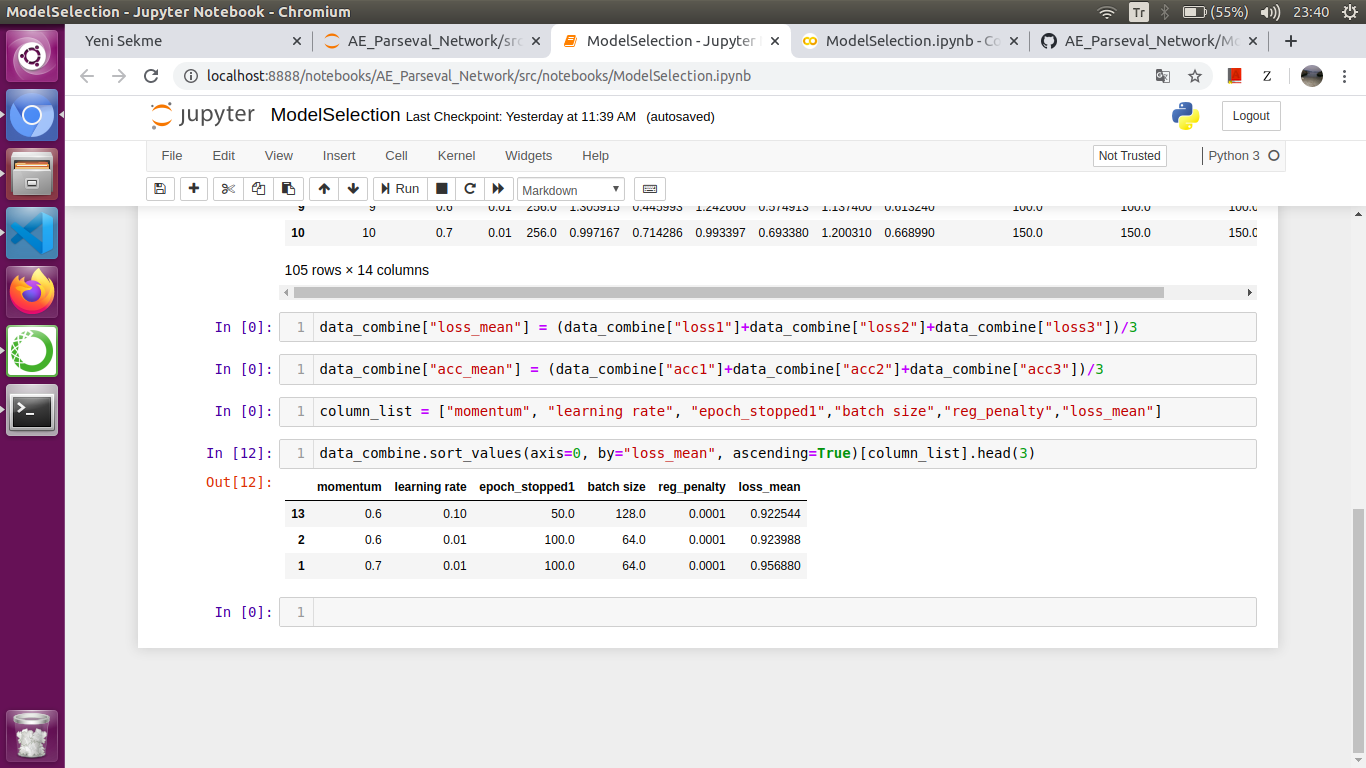 ModelSelection - Jupyter Notebook - Chromium
Tr
(55%)
23:40
Yeni Sekme
AE_Parseval_Network/src
ModelSelection - Jupyter
ModelSelection.ipynb - Co
AE_Parseval_Network/Mo
localhost:8888/notebooks/AE_Parseval_Network/src/notebooks/ModelSelection.ipynb
Z
jupyter
ModelSelection Last Checkpoint: Yesterday at 11:39 AM (autosaved)
Logout
File Edit View Insert Cell Kernel Widgets Help
Not Trusted
Python 3
Run
Markdown
9 9 0.6 0.01 256.0 1.305915 0.445993 1.242660 0.574913 1.137400 0.613240 100.0 100.0 100.0
10 10 0.7 0.01 256.0 0.997167 0.714286 0.993397 0.693380 1.200310 0.668990 150.0 150.0 150.0
105 rows × 14 columns
In [0]: 1 data_combine["loss_mean"] = (data_combine["loss1"]+data_combine["loss2"]+data_combine["loss3"])/3
In [0]: 1 data_combine["acc_mean"] = (data_combine["acc1"]+data_combine["acc2"]+data_combine["acc3"])/3
In [0]: 1 column_list = ["momentum", "learning rate", "epoch_stopped1","batch size","reg_penalty","loss_mean"]
In [12]: 1 data_combine.sort_values(axis=0, by="loss_mean", ascending=True)[column_list].head(3)
Out[12]:
momentum learning rate epoch_stopped1 batch size reg_penalty loss_mean
13 0.6 0.10 50.0 128.0 0.0001 0.922544
2 0.6 0.01 100.0 64.0 0.0001 0.923988
1 0.7 0.01 100.0 64.0 0.0001 0.956880
In [0]: 1